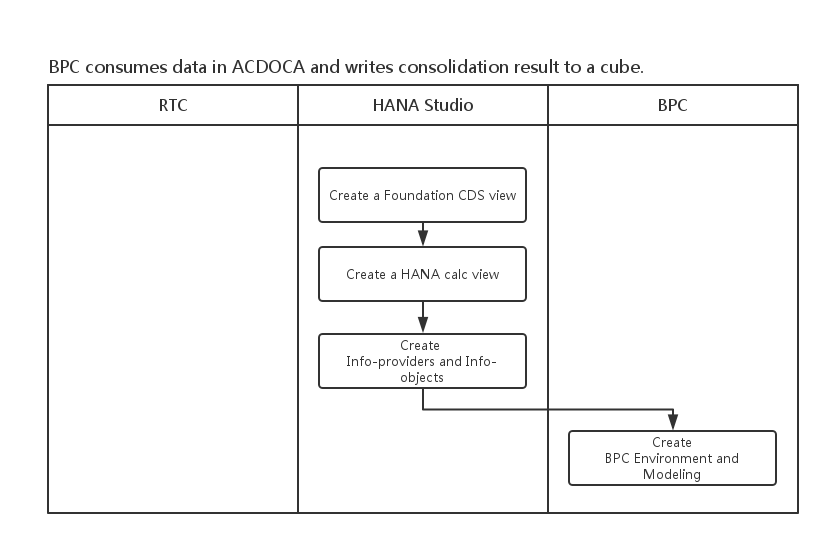 BPC consumes data in ACDOCA and writes consolidation result to a cube.
RTC
HANA Studio
BPC
Create a Foundation CDS view
Create a HANA calc view
Create
Info-providers and Info-
objects
Create
BPC Environment and
Modeling